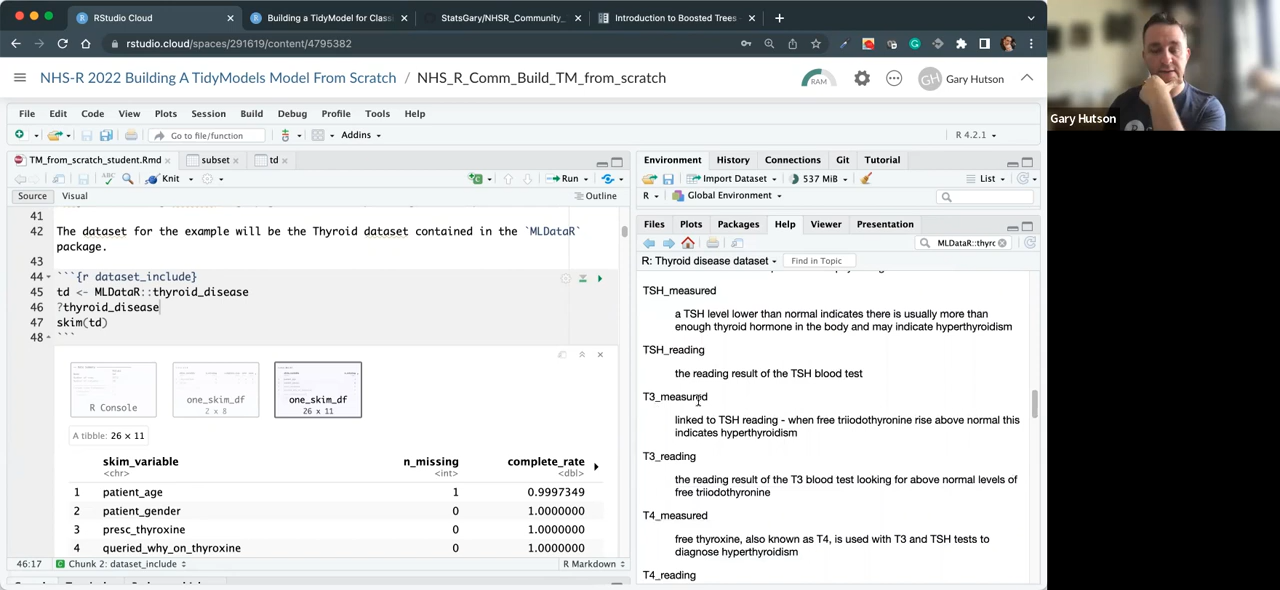 RStudio Cloud
Building a TidyModel for Classi
StatsGary/NHSR_Community_
Introduction to Boosted Trees
rstudio.cloud/spaces/291619/content/4795382
NHS-R 2022 Building A TidyModels Model From Scratch / NHS_R_Comm_Build_TM_from_scratch
RAM
GH Gary Hutson
Gary Hutson
File Edit Code View Plots Session Build Debug Profile Tools Help
Go to file/function
Addins
R 4.2.1
TM_from_scratch_student.Rmd
subset
td
ABC
Knit
Run
Source
Visual
Outline
41
42 The dataset for the example will be the Thyroid dataset contained in the `MLDataR`
package.
43
44 ```{r dataset_include}
45 td <- MLDataR::thyroid_disease
46 ?thyroid_disease
47 skim(td)
48 ```
R Console
one_skim_df
2 x 8
one_skim_df
26 x 11
A tibble: 26 × 11
skim_variable n_missing complete_rate
<chr> <int> <dbl>
1 patient_age 1 0.9997349
2 patient_gender 0 1.0000000
3 presc_thyroxine 0 1.0000000
4 queried_why_on_thyroxine 0 1.0000000
46:17 Chunk 2: dataset_include R Markdown
Environment History Connections Git Tutorial
Import Dataset
537 MiB
List
R Global Environment
Files Plots Packages Help Viewer Presentation
MLDataR::thyrc
R: Thyroid disease dataset
Find in Topic
TSH_measured
a TSH level lower than normal indicates there is usually more than
enough thyroid hormone in the body and may indicate hyperthyroidism
TSH_reading
the reading result of the TSH blood test
T3_measured
linked to TSH reading - when free triiodothyronine rise above normal this
indicates hyperthyroidism
T3_reading
the reading result of the T3 blood test looking for above normal levels of
free triiodothyronine
T4_measured
free thyroxine, also known as T4, is used with T3 and TSH tests to
diagnose hyperthyroidism
T4_reading